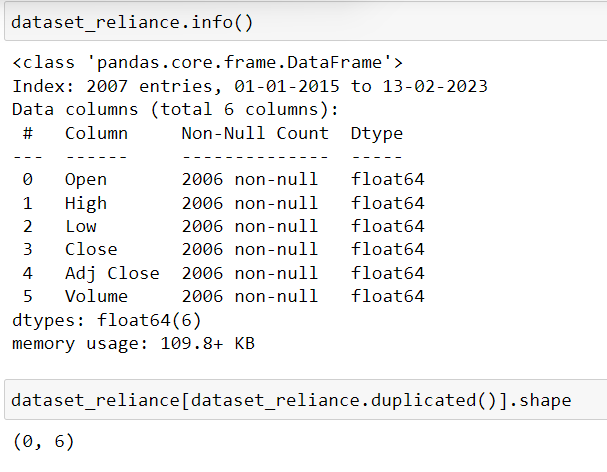 dataset_reliance.info()
<class 'pandas.core.frame.DataFrame'>
Index: 2007 entries, 01-01-2015 to 13-02-2023
Data columns (total 6 columns):
 #   Column     Non-Null Count  Dtype
---  ------     --------------  -----
 0   Open       2006 non-null   float64
 1   High       2006 non-null   float64
 2   Low        2006 non-null   float64
 3   Close      2006 non-null   float64
 4   Adj Close  2006 non-null   float64
 5   Volume     2006 non-null   float64
dtypes: float64(6)
memory usage: 109.8+ KB
dataset_reliance[dataset_reliance.duplicated()].shape
(0, 6)